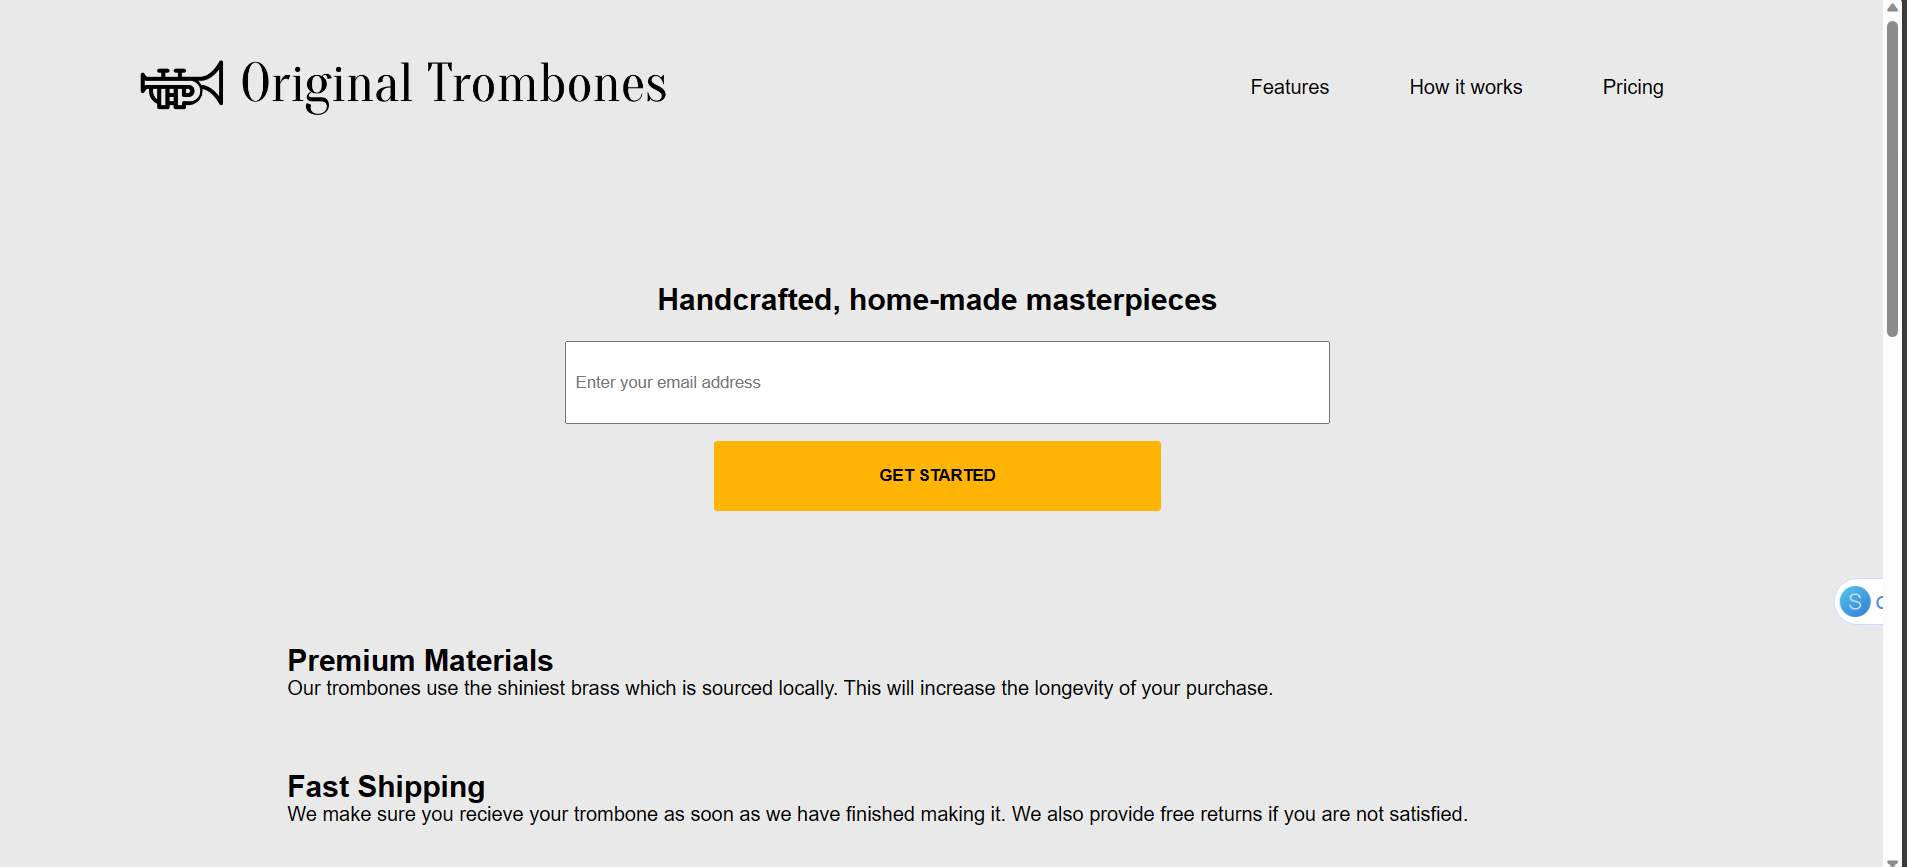 Original Trombones
Features
How it works
Pricing
Handcrafted, home-made masterpieces
Enter your email address
GET STARTED
S
Premium Materials
Our trombones use the shiniest brass which is sourced locally. This will increase the longevity of your purchase.
Fast Shipping
We make sure you recieve your trombone as soon as we have finished making it. We also provide free returns if you are not satisfied.